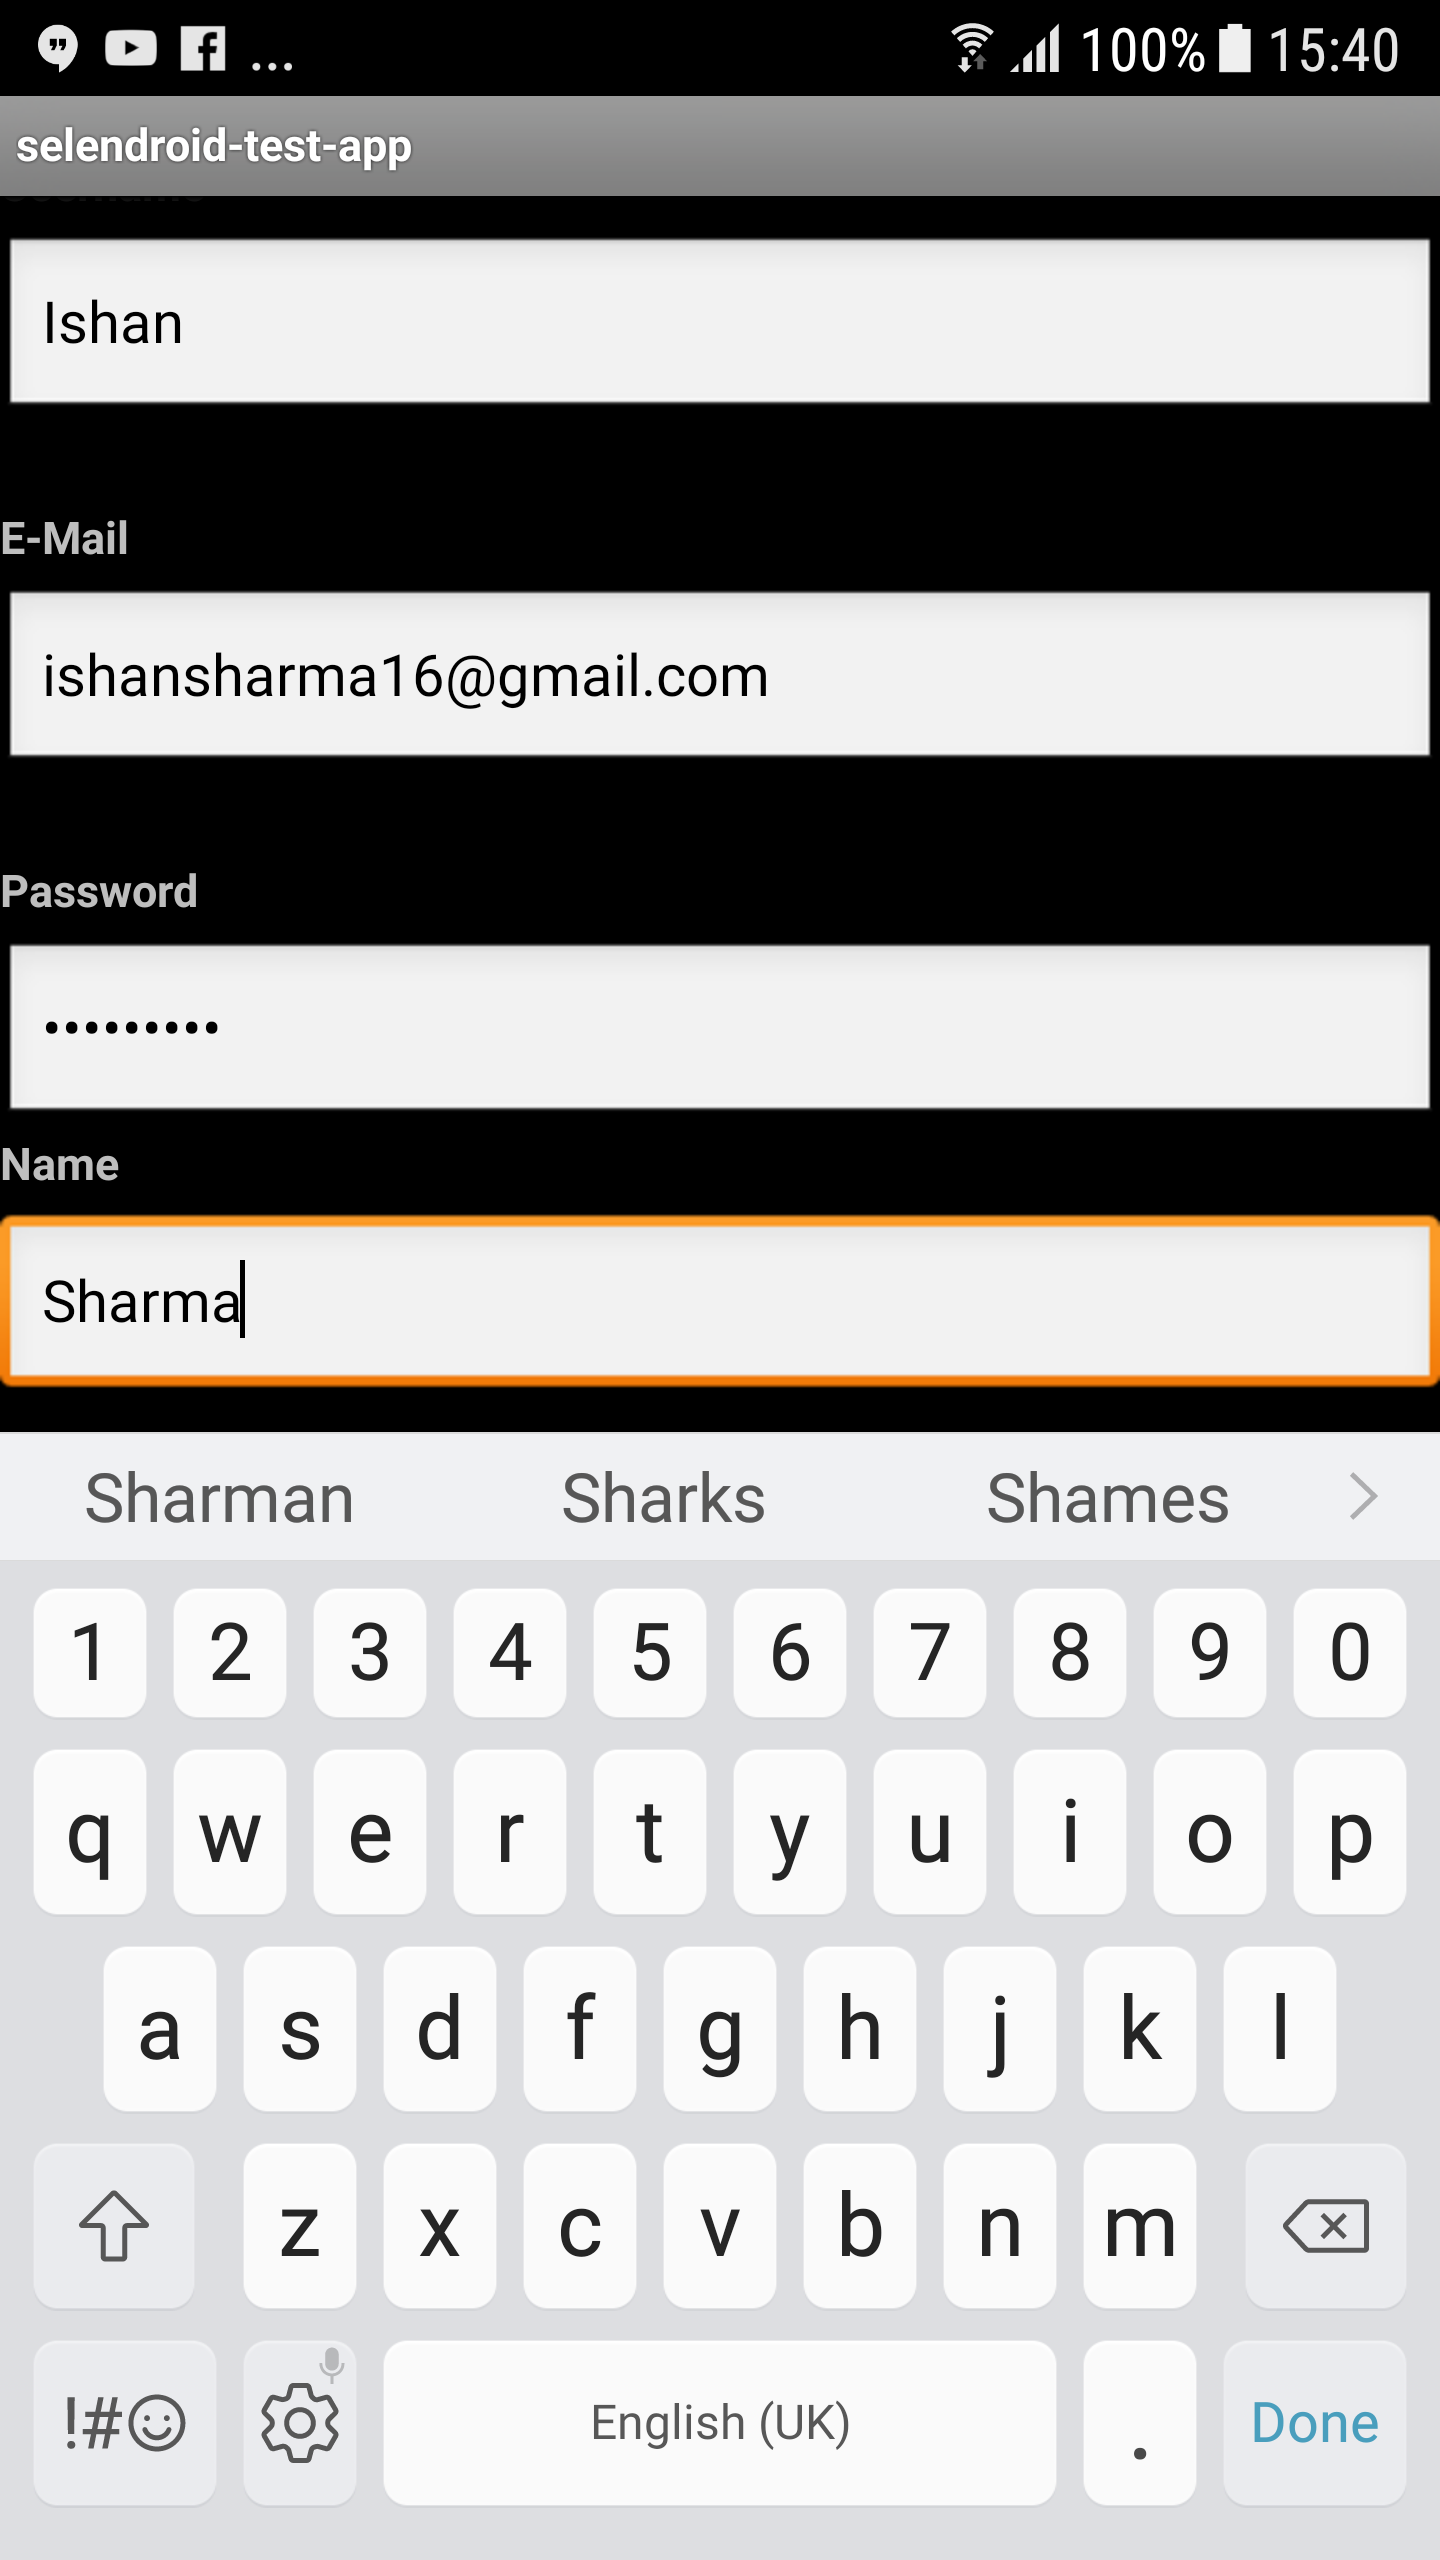 ... 100% 15:40
selendroid-test-app
Ishan
E-Mail
ishansharma16@gmail.com
Password
•••••••••
Name
Sharma
Sharman Sharks Shames
1 2 3 4 5 6 7 8 9 0
q w e r t y u i o p
a s d f g h j k l
z x c v b n m
!#☺ English (UK) . Done